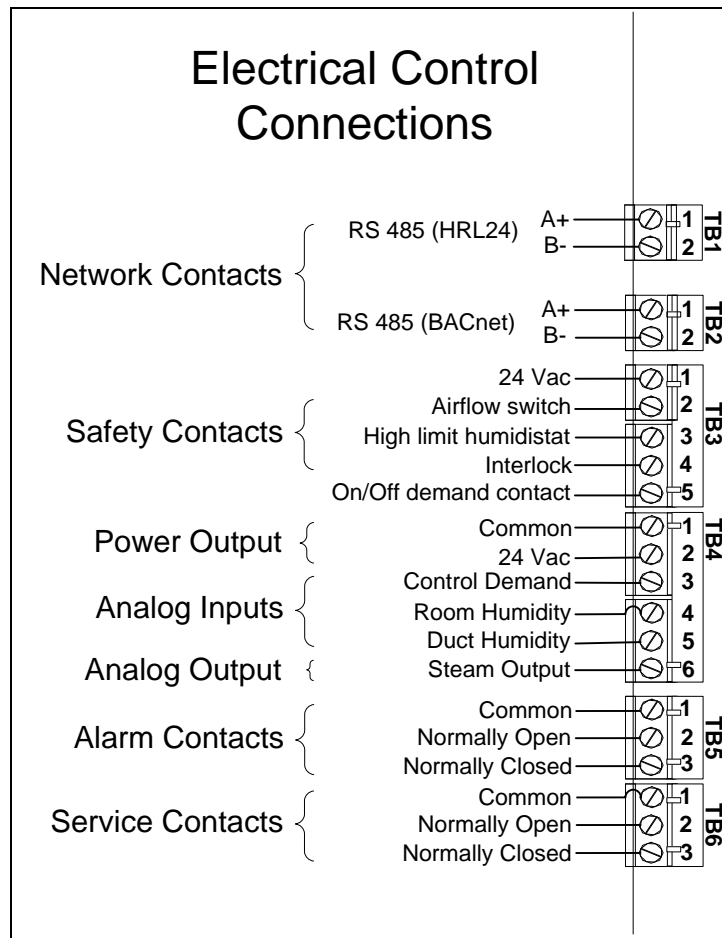 Electrical Control
Connections
Network Contacts
RS 485 (HRL24)
A+
B-
1
2
TB1
RS 485 (BACnet)
A+
B-
1
2
TB2
Safety Contacts
24 Vac
1
Airflow switch
2
High limit humidistat
3
Interlock
4
On/Off demand contact
5
TB3
Power Output
Common
1
24 Vac
2
Analog Inputs
Control Demand
3
Room Humidity
4
Duct Humidity
5
Analog Output
Steam Output
6
TB4
Alarm Contacts
Common
1
Normally Open
2
Normally Closed
3
TB5
Service Contacts
Common
1
Normally Open
2
Normally Closed
3
TB6